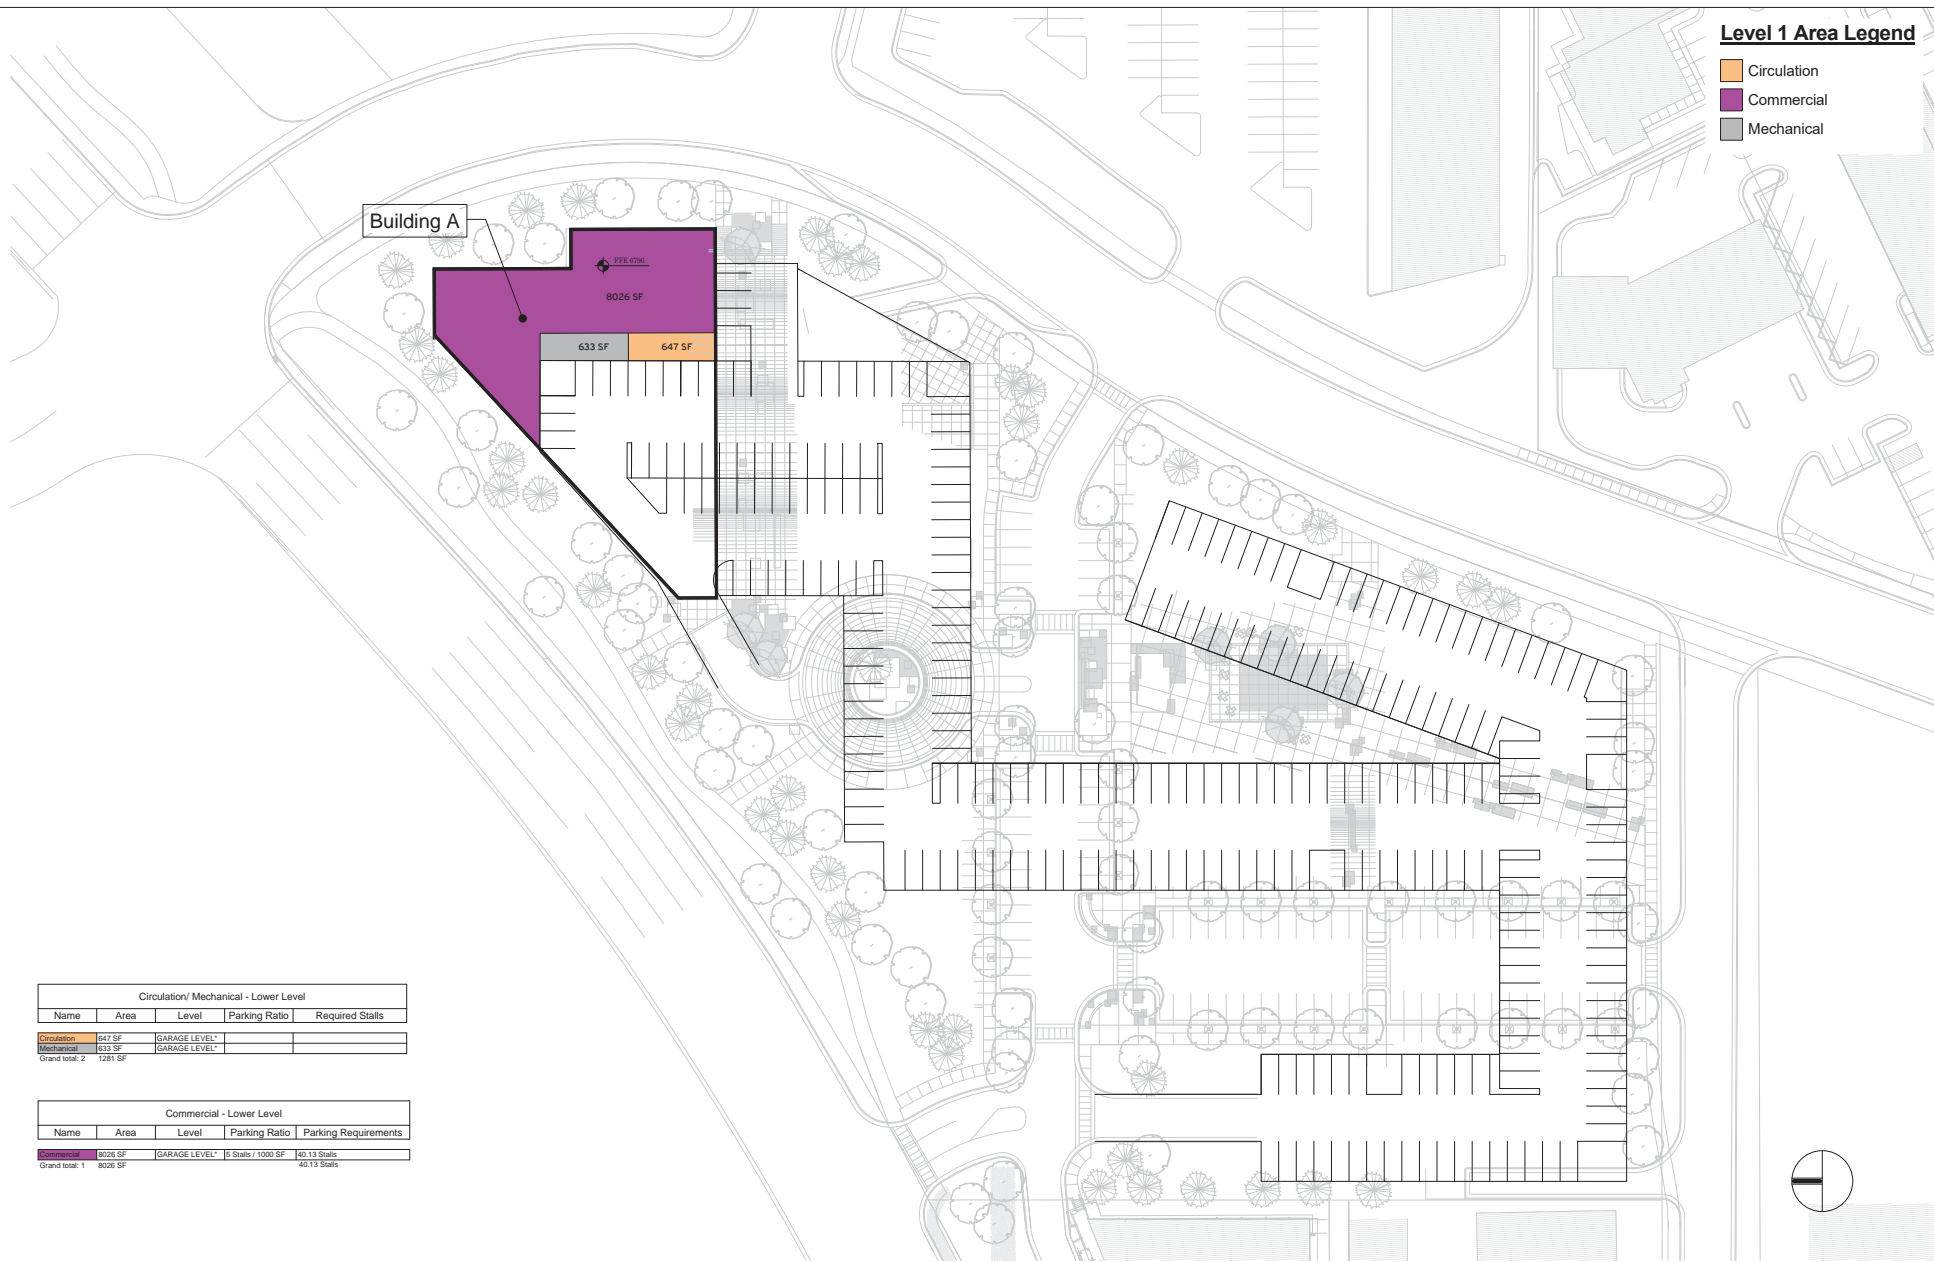 Level 1 Area Legend
Circulation
Commercial
Mechanical
Building A
FFE 6796
8026 SF
633 SF
647 SF
Circulation/ Mechanical - Lower Level
Name Area Level Parking Ratio Required Stalls
Circulation 647 SF GARAGE LEVEL*
Mechanical 633 SF GARAGE LEVEL*
Grand total: 2 1281 SF
Commercial - Lower Level
Name Area Level Parking Ratio Parking Requirements
Commercial 8026 SF GARAGE LEVEL* 5 Stalls / 1000 SF 40.13 Stalls
Grand total: 1 8026 SF 40.13 Stalls